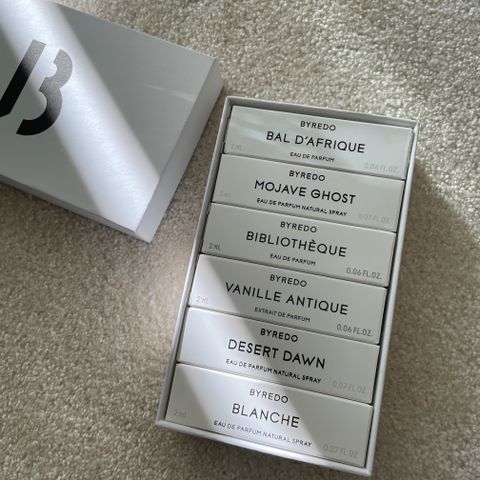 B
BYREDO
BAL D'AFRIQUE
EAU DE PARFUM
2 ML
0.06 FL.OZ.
BYREDO
MOJAVE GHOST
EAU DE PARFUM NATURAL SPRAY
2 ml
0.07 FL.OZ
BYREDO
BIBLIOTHÈQUE
EAU DE PARFUM
2 ML
0.06 FL.OZ.
BYREDO
VANILLE ANTIQUE
EXTRAIT DE PARFUM
2 ML
0.06 FL.OZ.
BYREDO
DESERT DAWN
EAU DE PARFUM NATURAL SPRAY
0.07 FL.OZ
BYREDO
BLANCHE
EAU DE PARFUM NATURAL SPRAY
2 ml
0.07 FL.OZ